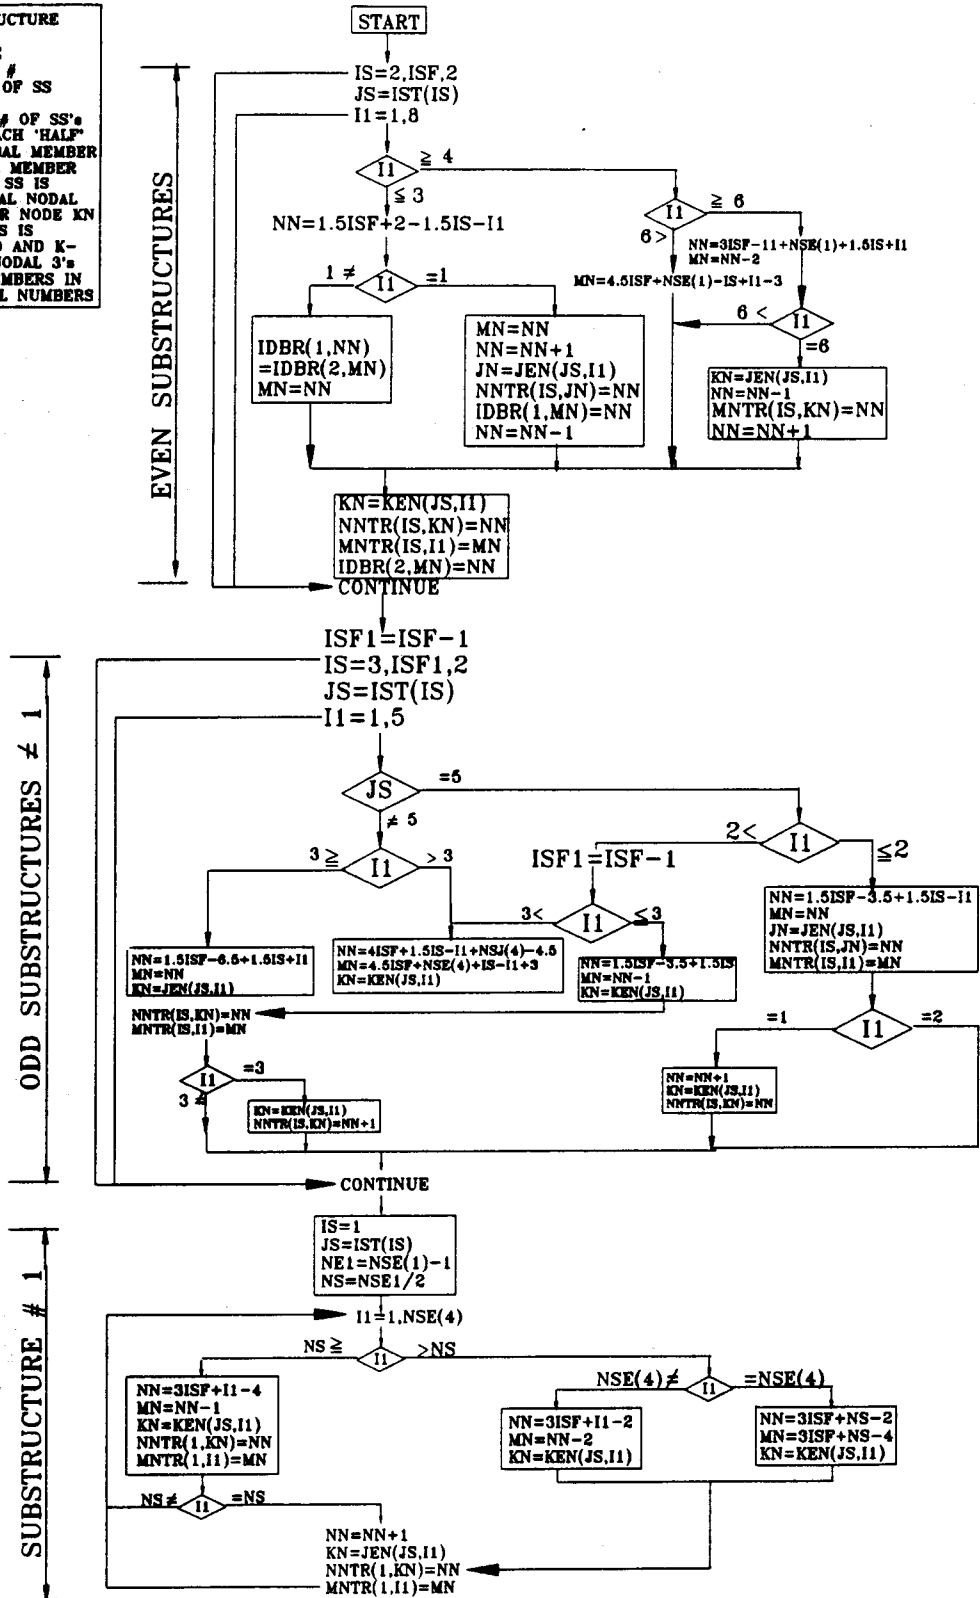 UCTURE
#
OF SS
# OF SS's
ACH 'HALF'
BAL MEMBER
MEMBER
SS IS
AL NODAL
R NODE KN
S IS
AND K-
NODAL 3's
MBERS IN
L NUMBERS
START
IS=2,ISF,2
JS=IST(IS)
I1=1,8
EVEN SUBSTRUCTURES
I1
≧ 4
≦ 3
NN=1.5ISF+2-1.5IS-I1
I1
≧ 6
6>
NN=3ISF-11+NSE(1)+1.5IS+I1
MN=NN-2
MN=4.5ISF+NSE(1)-IS+I1-3
1 ≠
I1
=1
6 <
I1
=6
IDBR(1,NN)
=IDBR(2,MN)
MN=NN
MN=NN
NN=NN+1
JN=JEN(JS,I1)
NNTR(IS,JN)=NN
IDBR(1,MN)=NN
NN=NN-1
KN=JEN(JS,I1)
NN=NN-1
MNTR(IS,KN)=NN
NN=NN+1
KN=KEN(JS,I1)
NNTR(IS,KN)=NN
MNTR(IS,I1)=MN
IDBR(2,MN)=NN
CONTINUE
ISF1=ISF-1
IS=3,ISF1,2
JS=IST(IS)
I1=1,5
ODD SUBSTRUCTURES ≠ 1
JS
=5
≠ 5
2<
I1
≦2
3 ≧
I1
> 3
ISF1=ISF-1
3<
I1
≦3
NN=1.5ISF-3.5+1.5IS-I1
MN=NN
JN=JEN(JS,I1)
NNTR(IS,JN)=NN
MNTR(IS,I1)=MN
NN=1.5ISF-6.5+1.5IS+I1
MN=NN
KN=JEN(JS,I1)
NN=4ISF+1.5IS-I1+NSJ(4)-4.5
MN=4.5ISF+NSE(4)+IS-I1+3
KN=KEN(JS,I1)
NN=1.5ISF-3.5+1.5IS
MN=NN-1
KN=KEN(JS,I1)
NNTR(IS,KN)=NN
MNTR(IS,I1)=MN
=1
I1
=2
I1
=3
3 ≠
KN=KEN(JS,I1)
NNTR(IS,KN)=NN+1
NN=NN+1
KN=KEN(JS,I1)
NNTR(IS,KN)=NN
CONTINUE
SUBSTRUCTURE # 1
IS=1
JS=IST(IS)
NE1=NSE(1)-1
NS=NSE1/2
I1=1,NSE(4)
NS ≧
I1
>NS
NSE(4)≠
I1
=NSE(4)
NN=3ISF+I1-4
MN=NN-1
KN=KEN(JS,I1)
NNTR(1,KN)=NN
MNTR(1,I1)=MN
NN=3ISF+I1-2
MN=NN-2
KN=KEN(JS,I1)
NN=3ISF+NS-2
MN=3ISF+NS-4
KN=KEN(JS,I1)
NS≠
I1
=NS
NN=NN+1
KN=JEN(JS,I1)
NNTR(1,KN)=NN
MNTR(1,I1)=MN